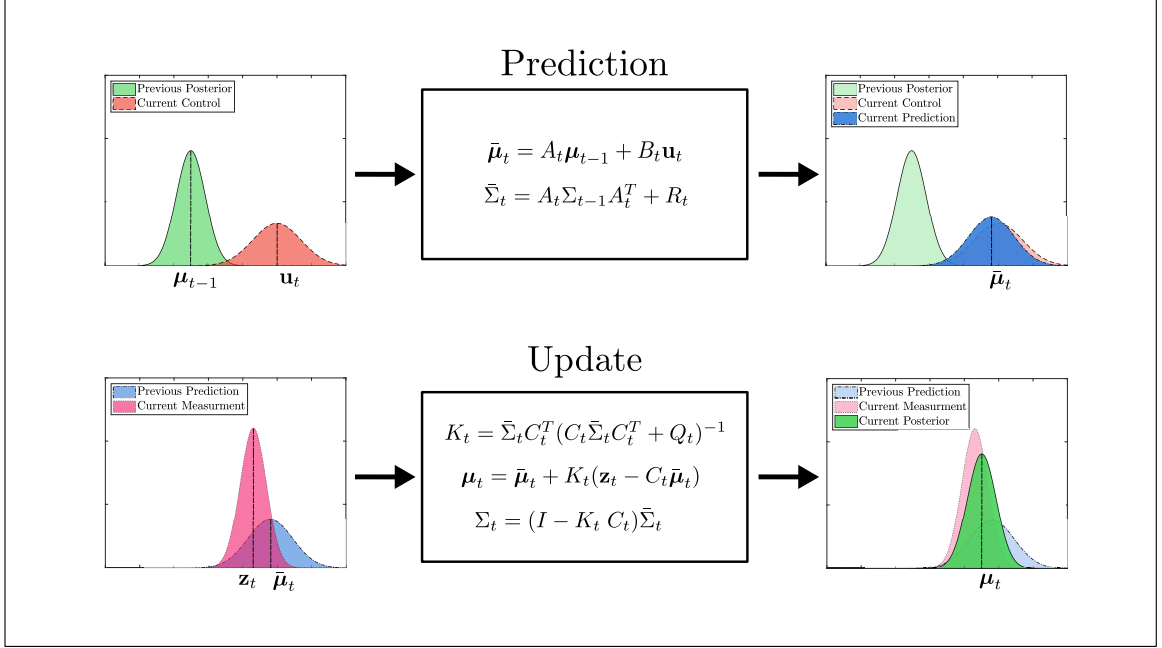 Prediction
Previous Posterior
Current Control
μ_{t−1}
u_t
μ̄_t = A_t μ_{t−1} + B_t u_t
Σ̄_t = A_t Σ_{t−1} A_t^T + R_t
Previous Posterior
Current Control
Current Prediction
μ̄_t
Update
Previous Prediction
Current Measurment
z_t
μ̄_t
K_t = Σ̄_t C_t^T (C_t Σ̄_t C_t^T + Q_t)^{−1}
μ_t = μ̄_t + K_t (z_t − C_t μ̄_t)
Σ_t = (I − K_t C_t) Σ̄_t
Previous Prediction
Current Measurment
Current Posterior
μ_t